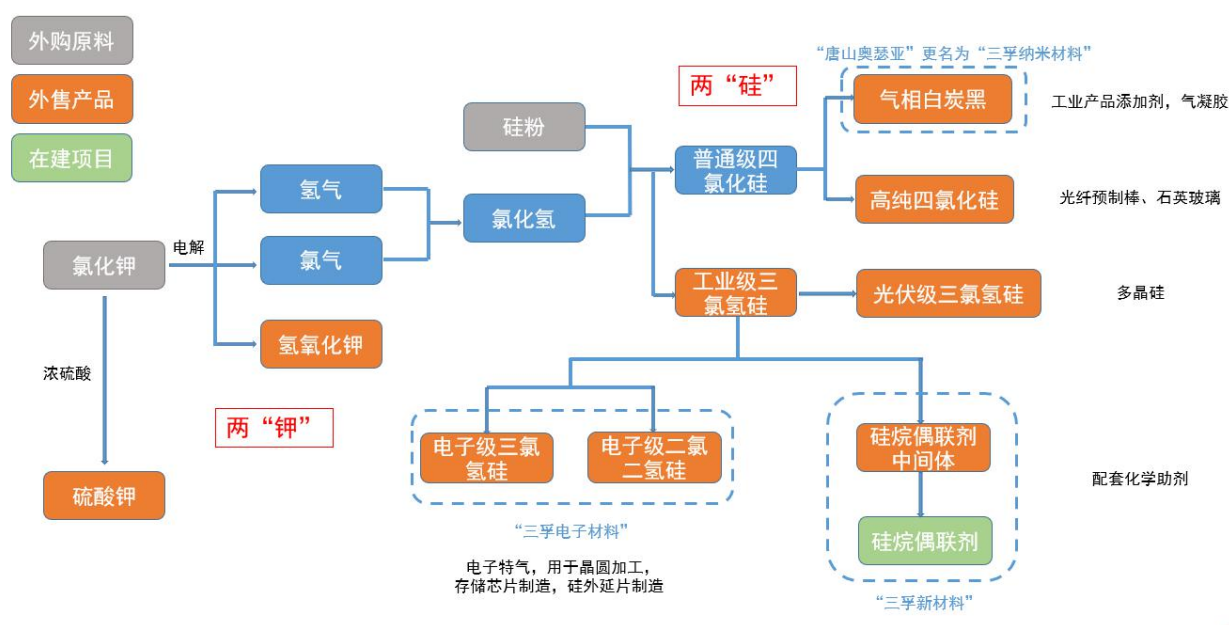 外购原料
外售产品
在建项目
“唐山奥瑟亚”更名为“三孚纳米材料”
两“硅”
气相白炭黑
工业产品添加剂，气凝胶
硅粉
普通级四
氯化硅
氢气
高纯四氯化硅
光纤预制棒、石英玻璃
氯化氢
电解
氯化钾
氯气
工业级三
氯氢硅
光伏级三氯氢硅
多晶硅
氢氧化钾
浓硫酸
两“钾”
电子级三氯
氢硅
电子级二氯
二氢硅
硅烷偶联剂
中间体
配套化学助剂
硫酸钾
“三孚电子材料”
硅烷偶联剂
电子特气，用于晶圆加工，
存储芯片制造，硅外延片制造
“三孚新材料”